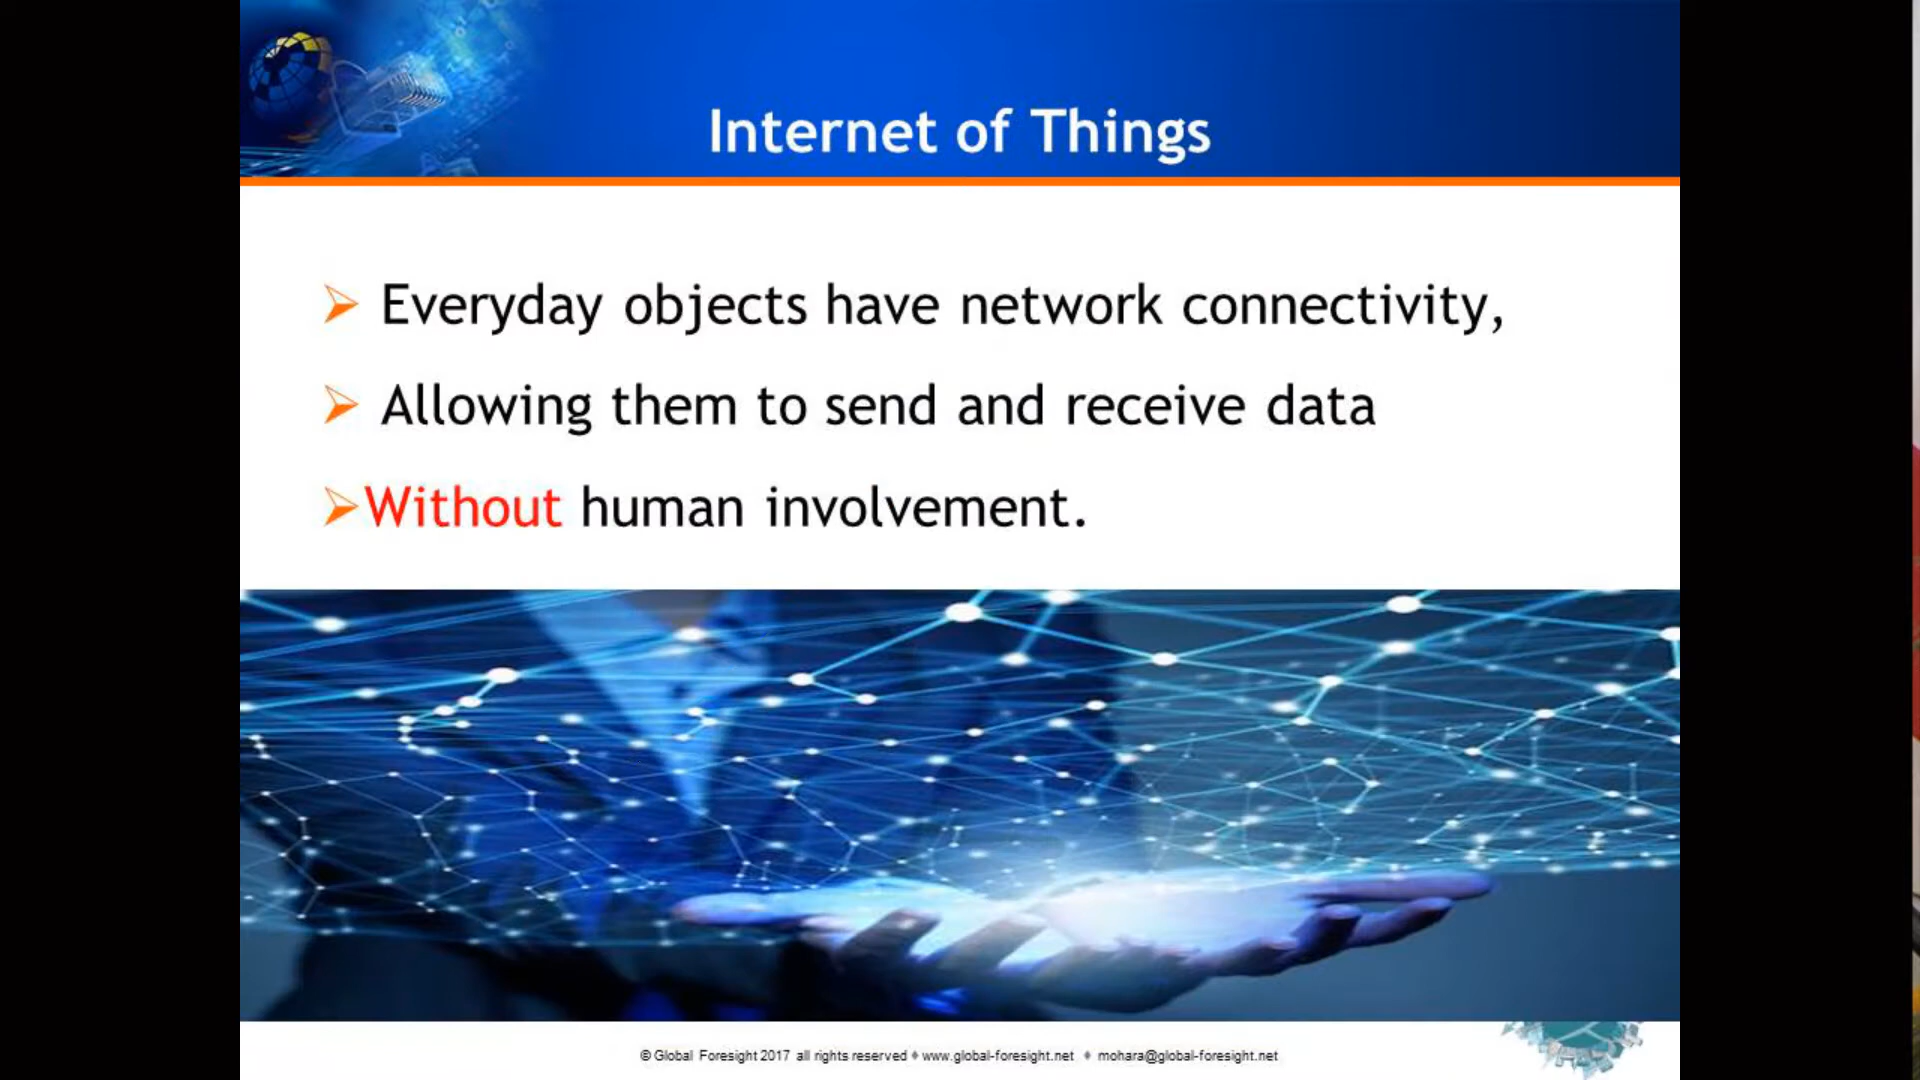 Internet of Things
Everyday objects have network connectivity,
Allowing them to send and receive data
Without human involvement.
© Global Foresight 2017 all rights reserved ♦ www.global-foresight.net ♦ mohara@global-foresight.net